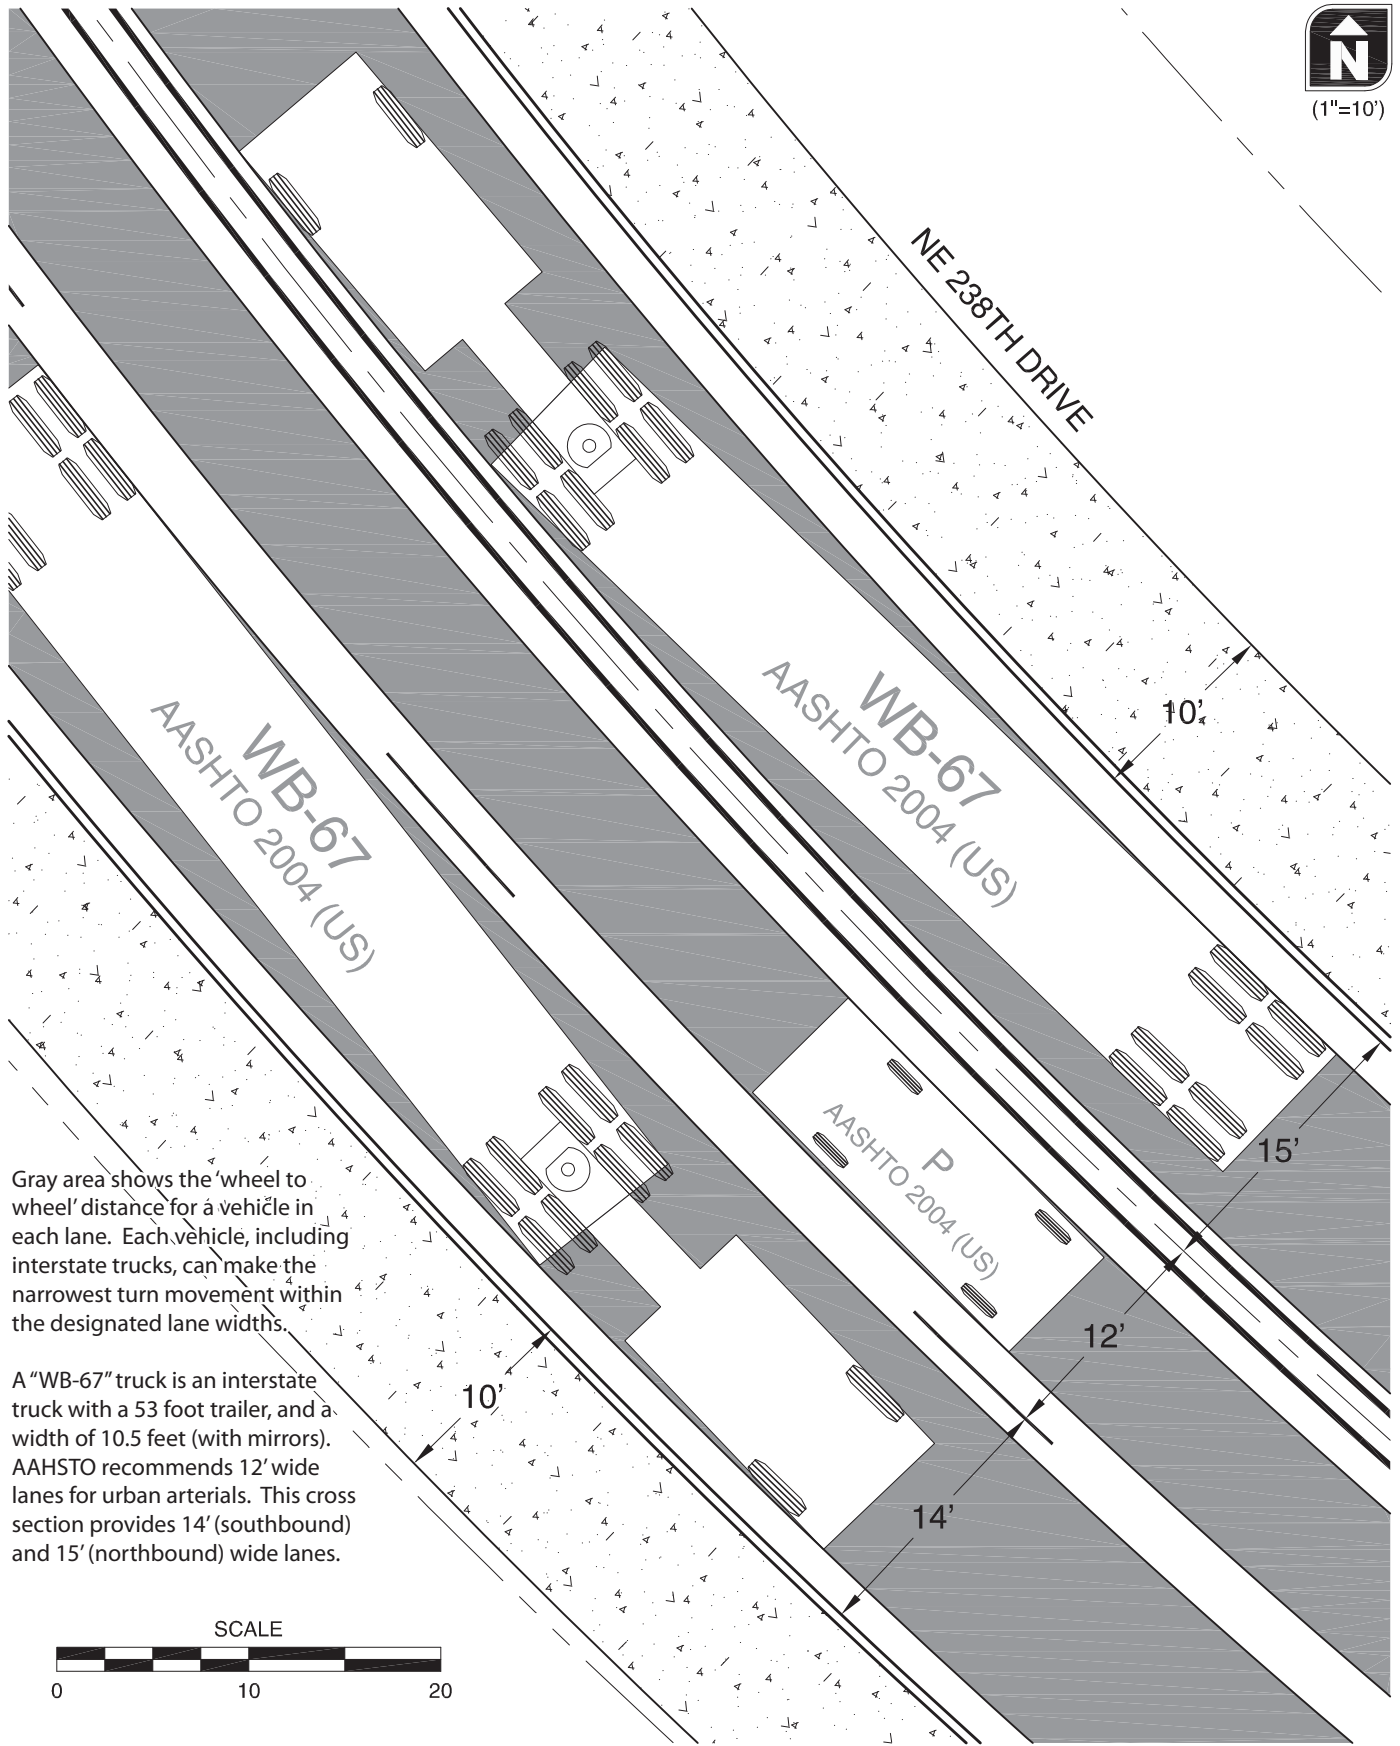 N
(1"=10')
NE 238TH DRIVE
10'
WB-67
AASHTO 2004 (US)
WB-67
AASHTO 2004 (US)
P
AASHTO 2004 (US)
15'
12'
14'
10'
Gray area shows the 'wheel to
wheel' distance for a vehicle in
each lane.  Each vehicle, including
interstate trucks, can make the
narrowest turn movement within
the designated lane widths.
A "WB-67" truck is an interstate
truck with a 53 foot trailer, and a
width of 10.5 feet (with mirrors).
AAHSTO recommends 12' wide
lanes for urban arterials.  This cross
section provides 14' (southbound)
and 15' (northbound) wide lanes.
SCALE
0 10 20